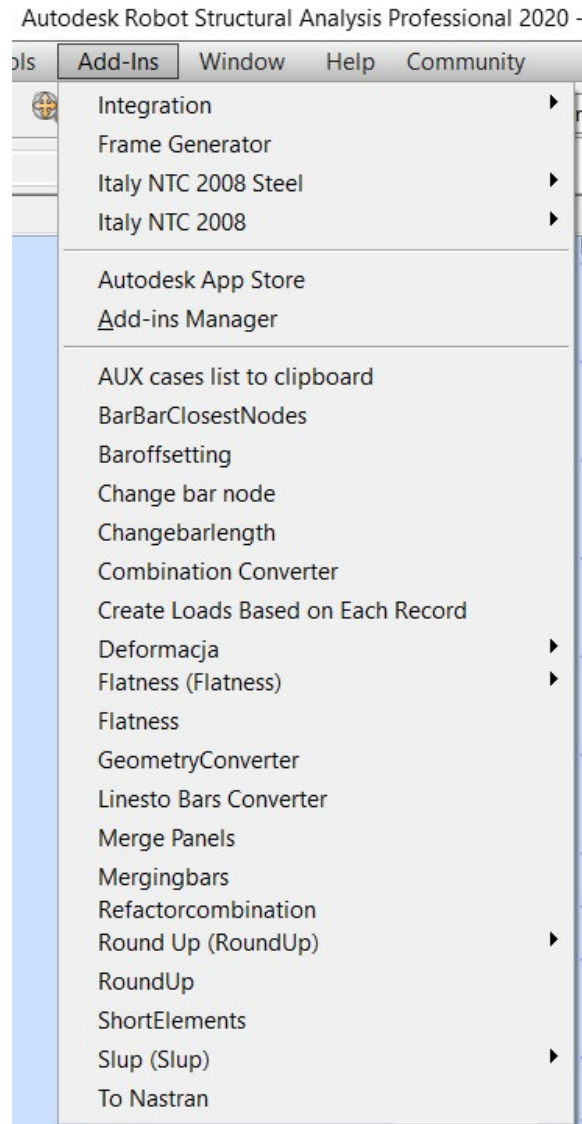 Autodesk Robot Structural Analysis Professional 2020 -
ols Add-Ins Window Help Community
Integration
Frame Generator
Italy NTC 2008 Steel
Italy NTC 2008
Autodesk App Store
Add-ins Manager
AUX cases list to clipboard
BarBarClosestNodes
Baroffsetting
Change bar node
Changebarlength
Combination Converter
Create Loads Based on Each Record
Deformacja
Flatness (Flatness)
Flatness
GeometryConverter
Linesto Bars Converter
Merge Panels
Mergingbars
Refactorcombination
Round Up (RoundUp)
RoundUp
ShortElements
Slup (Slup)
To Nastran